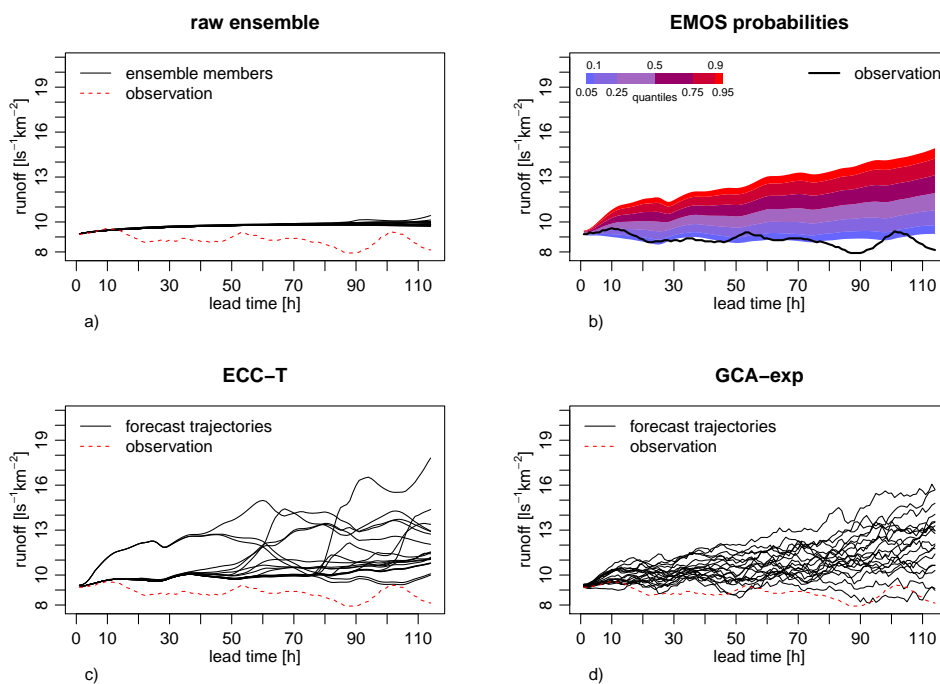 raw ensemble
ensemble members
observation
runoff [ls−1km−2]
8 10 13 16 19
0 10 30 50 70 90 110
lead time [h]
a)
EMOS probabilities
0.1 0.5 0.9
0.05 0.25 0.75 0.95
quantiles
observation
runoff [ls−1km−2]
8 10 13 16 19
0 10 30 50 70 90 110
lead time [h]
b)
ECC−T
forecast trajectories
observation
runoff [ls−1km−2]
8 10 13 16 19
0 10 30 50 70 90 110
lead time [h]
c)
GCA−exp
forecast trajectories
observation
runoff [ls−1km−2]
8 10 13 16 19
0 10 30 50 70 90 110
lead time [h]
d)